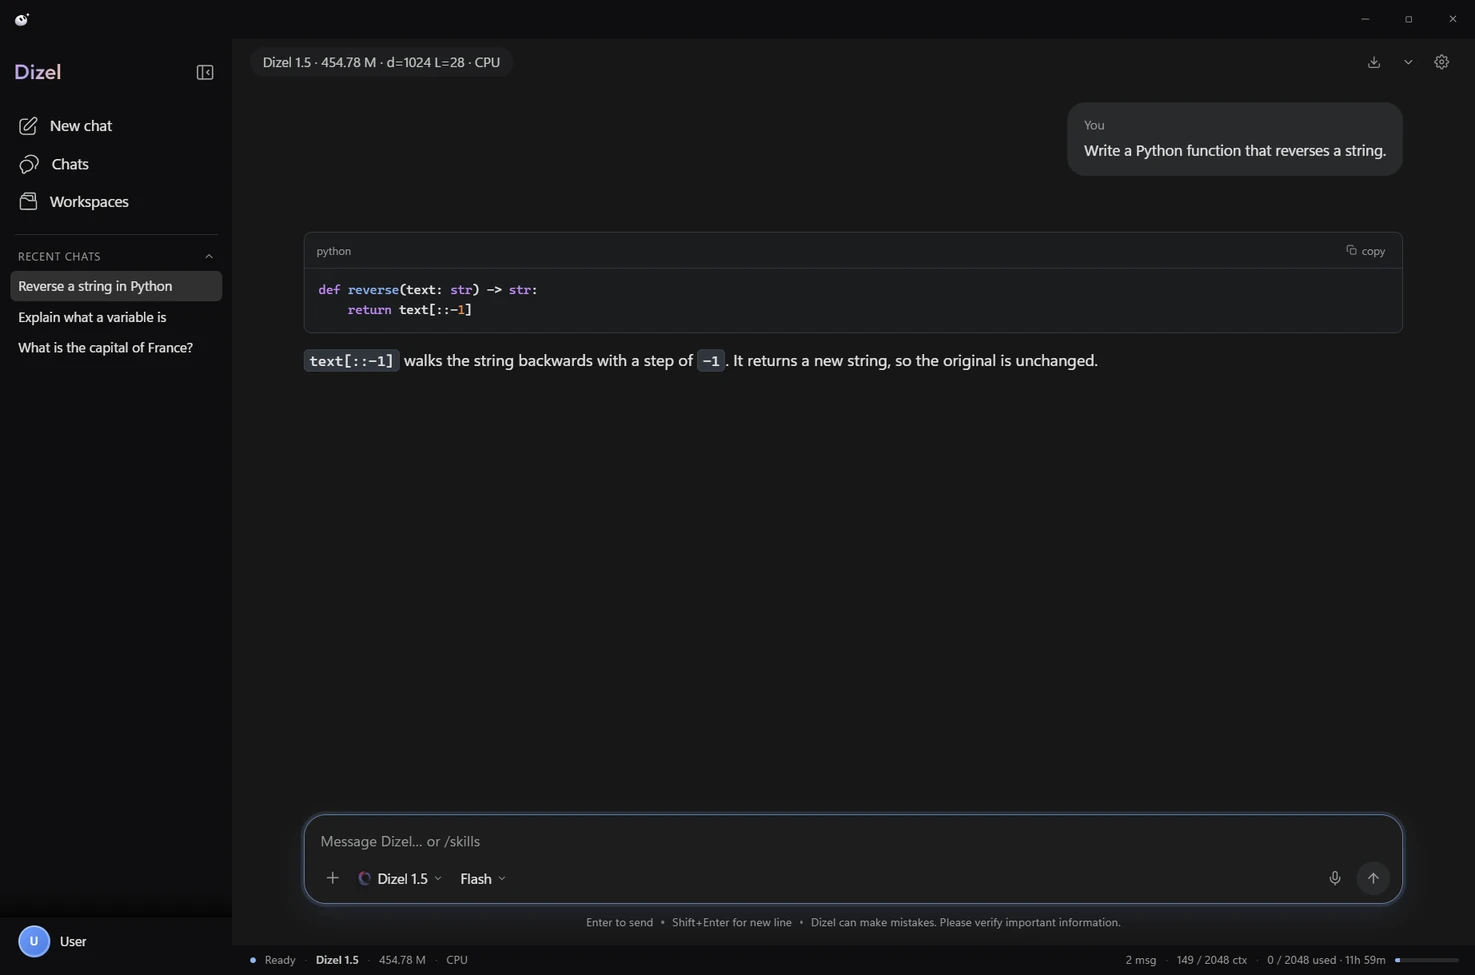 Dizel
New chat
Chats
Workspaces
RECENT CHATS
Reverse a string in Python
Explain what a variable is
What is the capital of France?
U
User
Dizel 1.5 · 454.78 M · d=1024 L=28 · CPU
You
Write a Python function that reverses a string.
python
copy
def reverse(text: str) -> str:
    return text[::-1]
text[::-1] walks the string backwards with a step of -1. It returns a new string, so the original is unchanged.
Message Dizel... or /skills
Dizel 1.5
Flash
Enter to send • Shift+Enter for new line • Dizel can make mistakes. Please verify important information.
Ready · Dizel 1.5 · 454.78 M · CPU
2 msg · 149 / 2048 ctx · 0 / 2048 used · 11h 59m